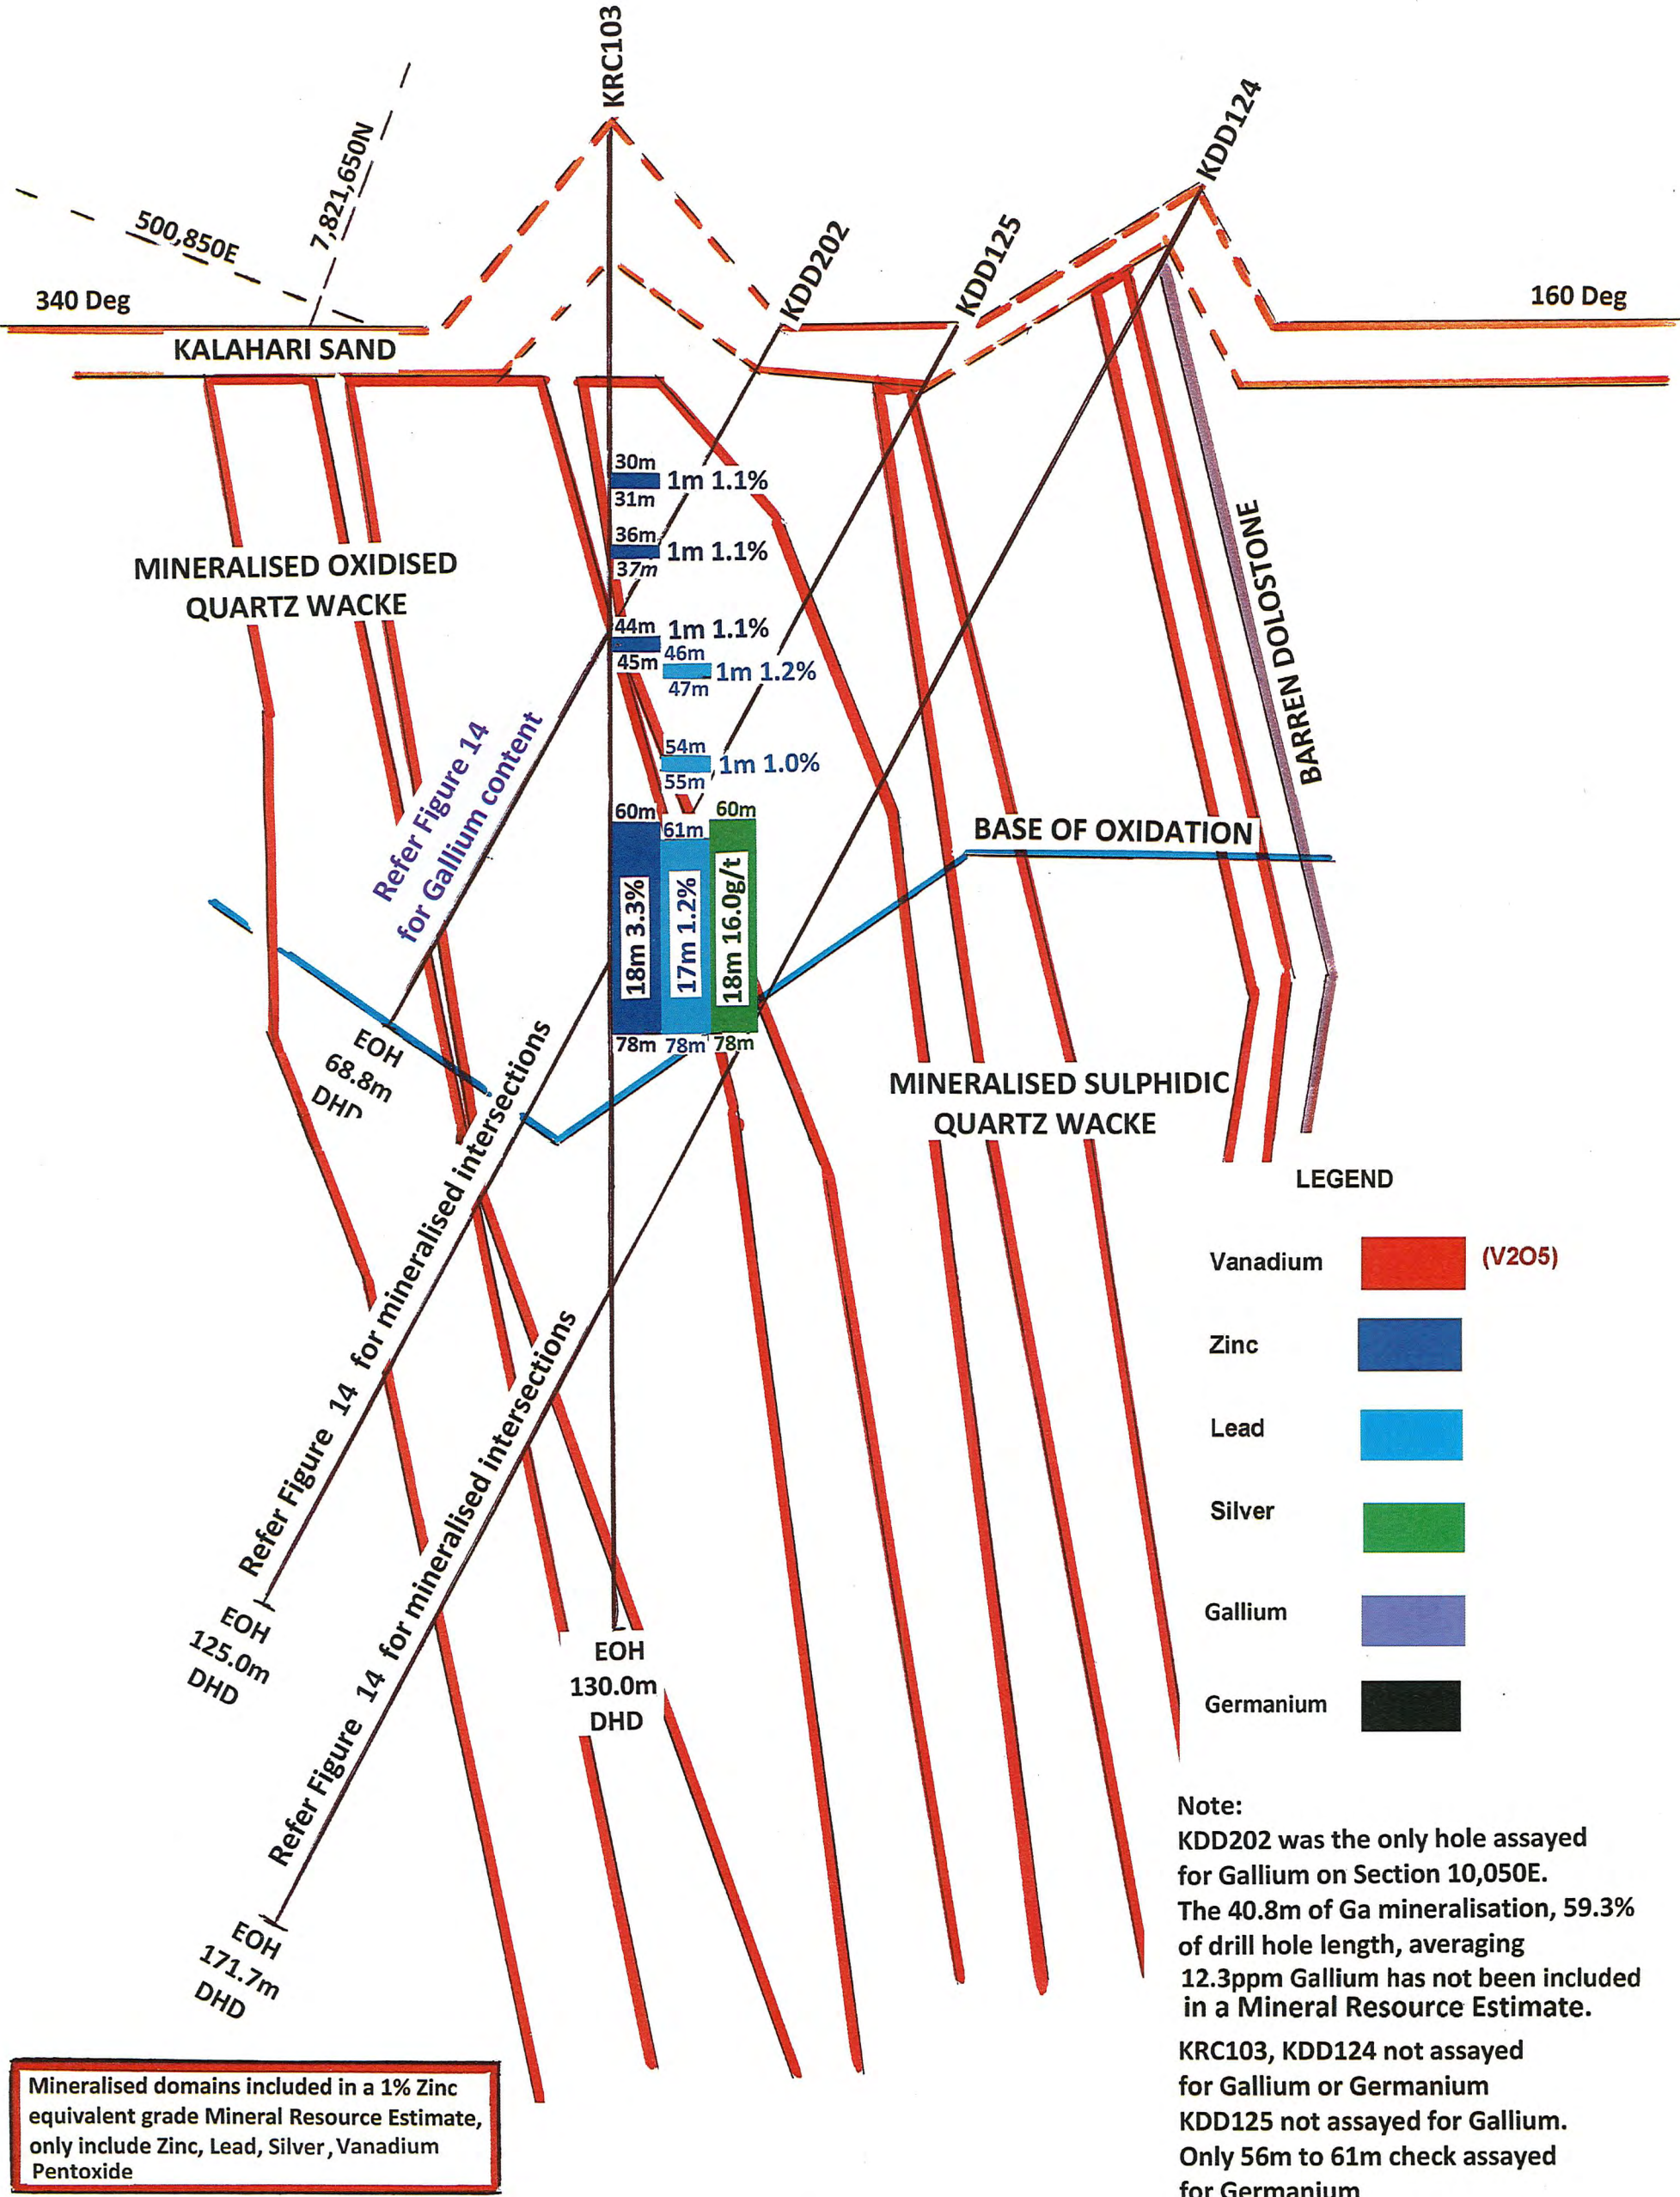 KRC103
KDD124
7,821,650N
500,850E
KDD202
KDD125
340 Deg
160 Deg
KALAHARI SAND
30m
1m 1.1%
31m
36m
1m 1.1%
37m
MINERALISED OXIDISED
QUARTZ WACKE
44m
1m 1.1%
45m
46m
1m 1.2%
47m
54m
1m 1.0%
55m
BARREN DOLOSTONE
Refer Figure 14
for Gallium content
60m
61m
60m
18m 3.3%
17m 1.2%
18m 16.0g/t
78m
78m
78m
BASE OF OXIDATION
EOH
68.8m
DHD
MINERALISED SULPHIDIC
QUARTZ WACKE
Refer Figure 14 for mineralised intersections
EOH
125.0m
DHD
Refer Figure 14 for mineralised intersections
EOH
171.7m
DHD
EOH
130.0m
DHD
LEGEND
Vanadium
(V2O5)
Zinc
Lead
Silver
Gallium
Germanium
Note:
KDD202 was the only hole assayed
for Gallium on Section 10,050E.
The 40.8m of Ga mineralisation, 59.3%
of drill hole length, averaging
12.3ppm Gallium has not been included
in a Mineral Resource Estimate.
KRC103, KDD124 not assayed
for Gallium or Germanium
KDD125 not assayed for Gallium.
Only 56m to 61m check assayed
for Germanium
Mineralised domains included in a 1% Zinc
equivalent grade Mineral Resource Estimate,
only include Zinc, Lead, Silver, Vanadium
Pentoxide